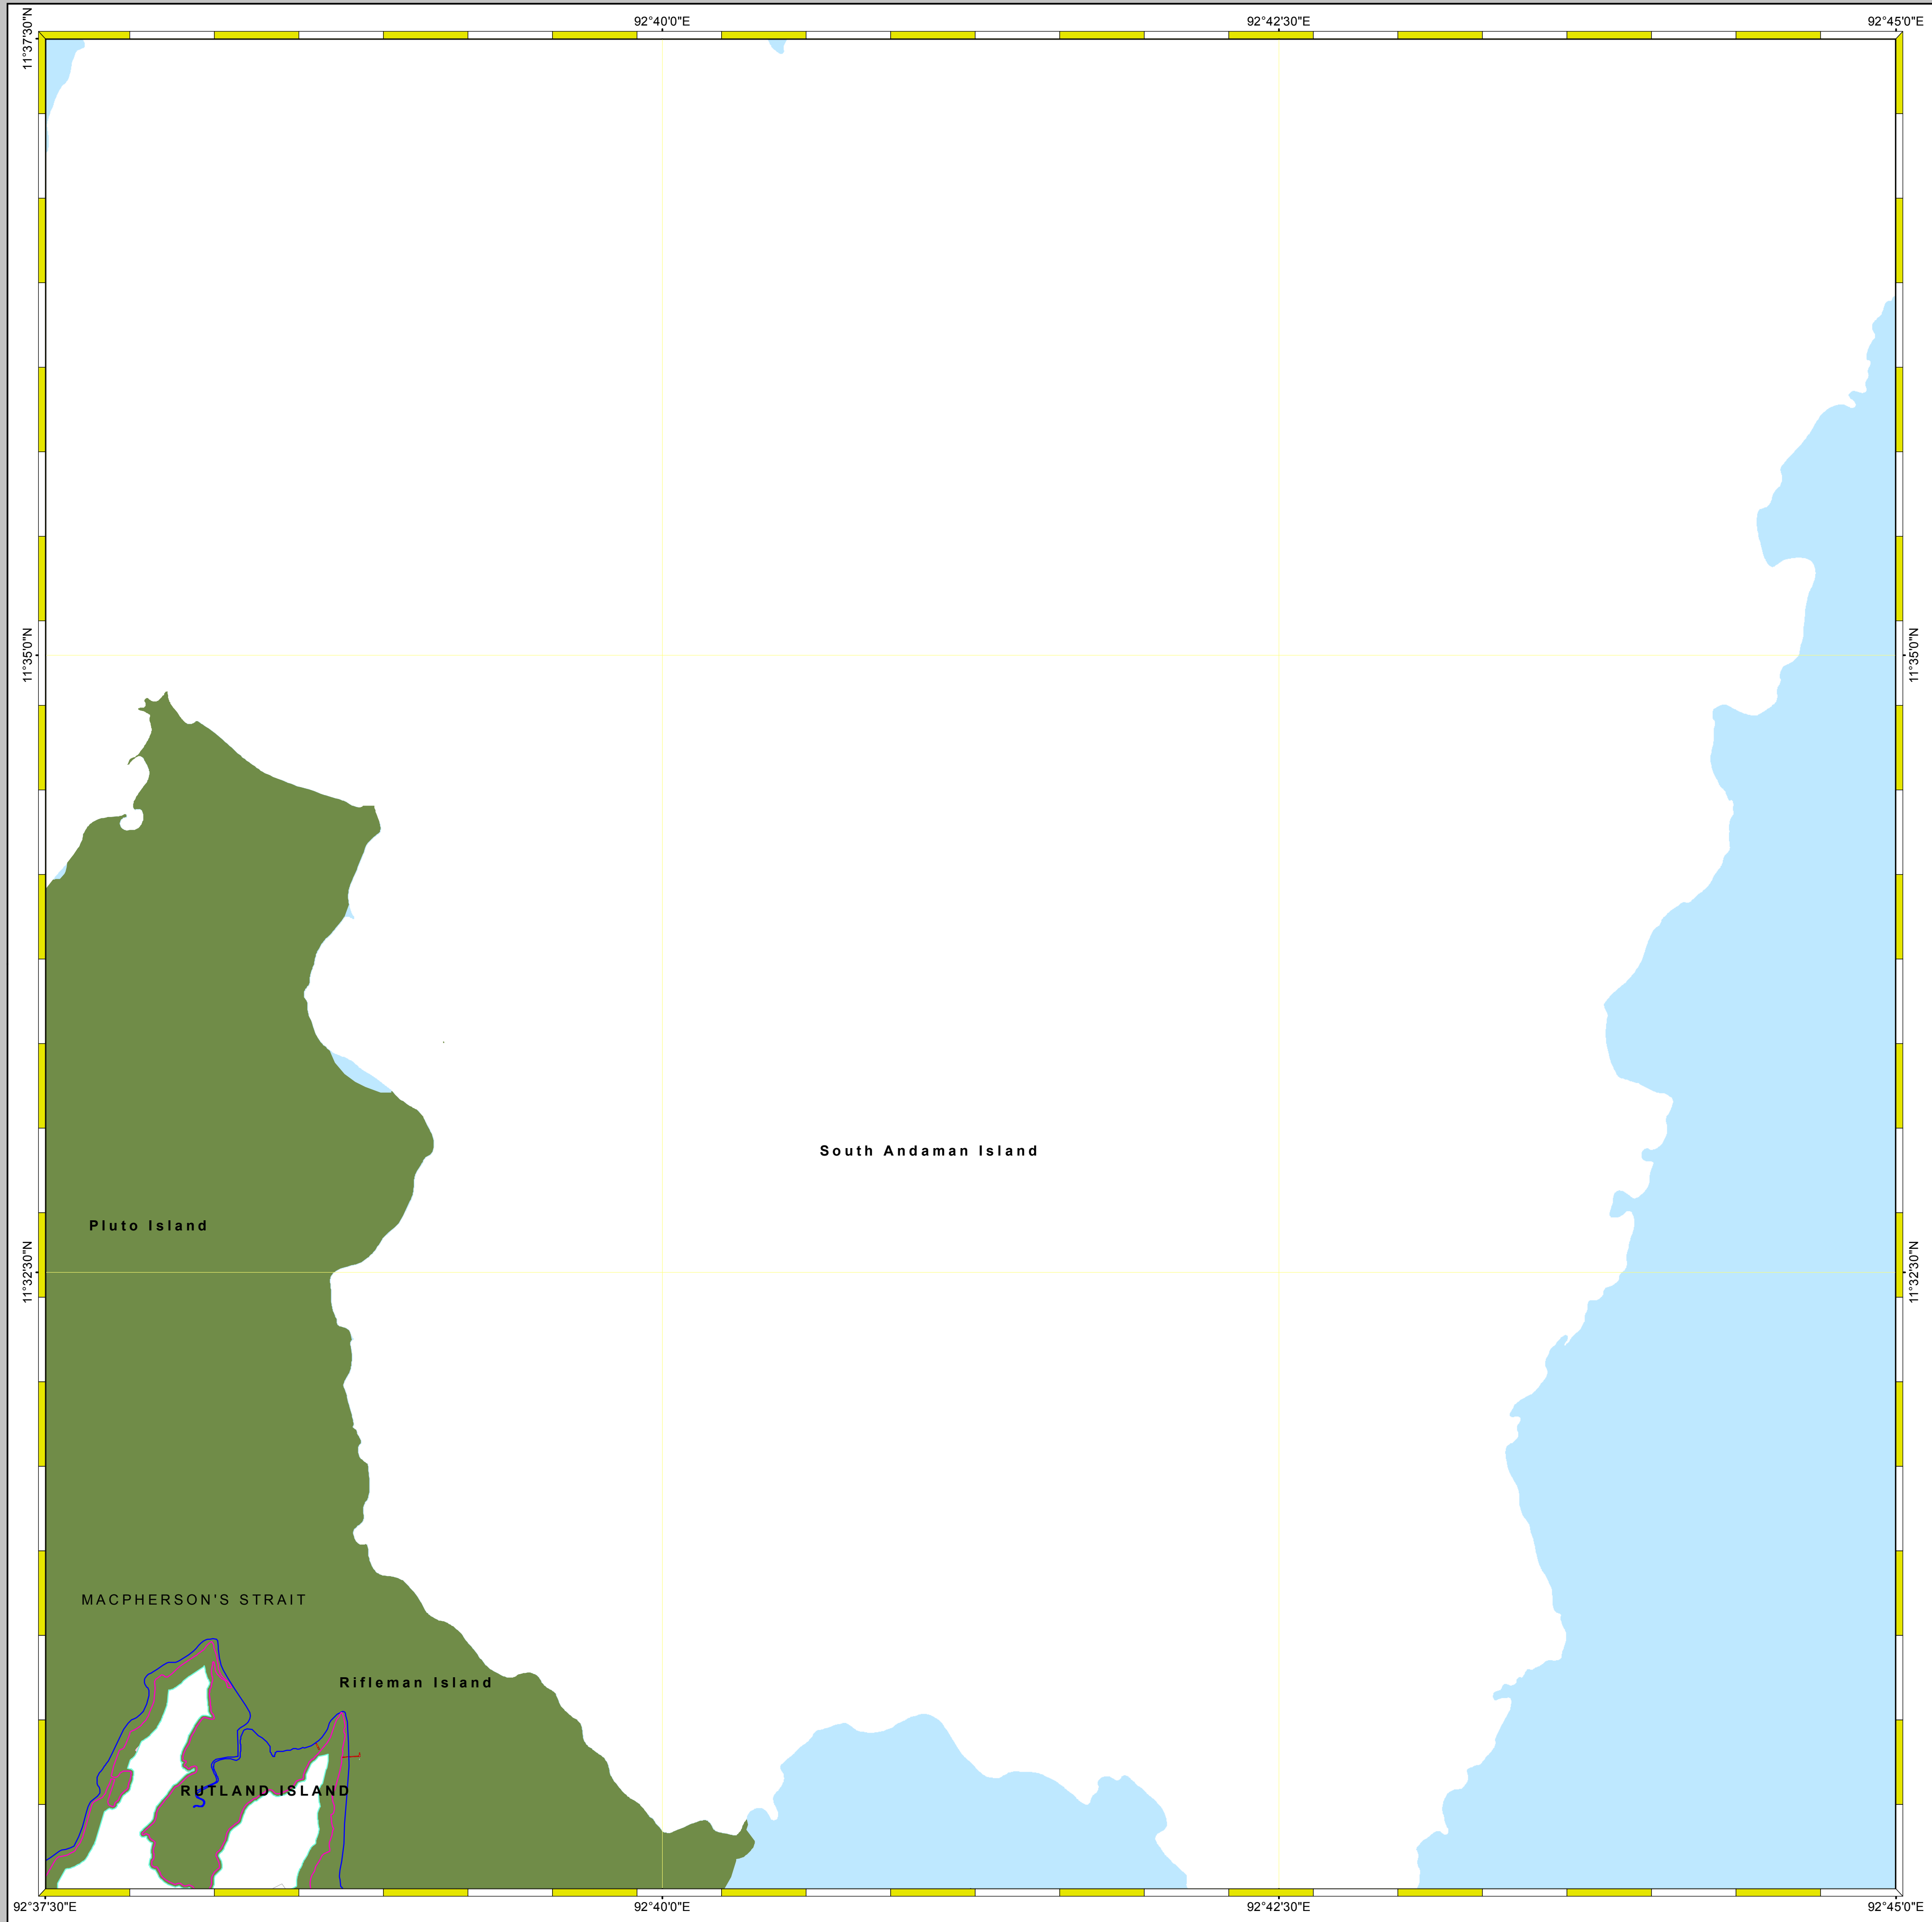 92°40'0"E
92°42'30"E
92°45'0"E
11°37'30"N
11°35'0"N
11°35'0"N
South Andaman Island
Pluto Island
11°32'30"N
11°32'30"N
MACPHERSON'S STRAIT
Rifleman Island
RUTLAND ISLAND
92°37'30"E
92°40'0"E
92°42'30"E
92°45'0"E